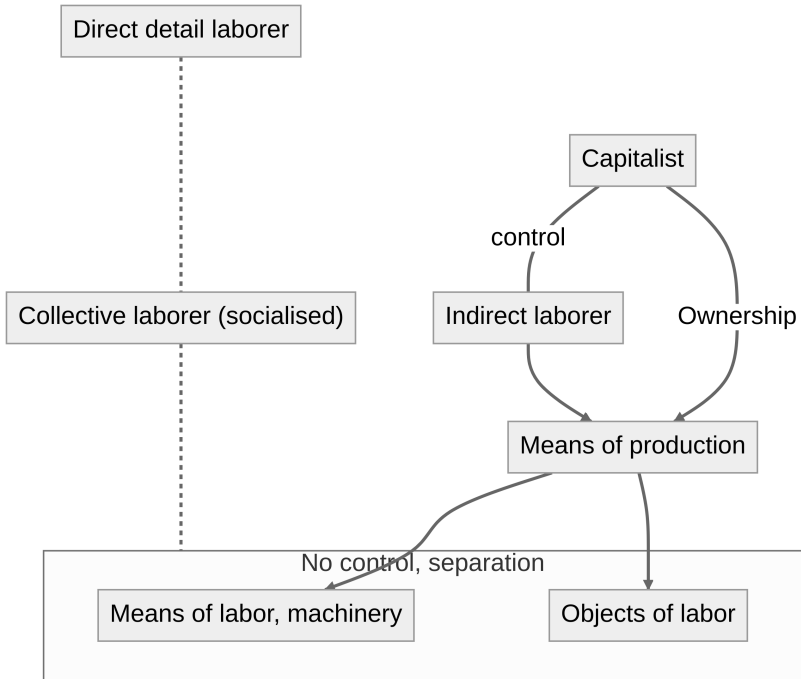 Direct detail laborer
Capitalist
control
Collective laborer (socialised)
Indirect laborer
Ownership
Means of production
No control, separation
Means of labor, machinery
Objects of labor